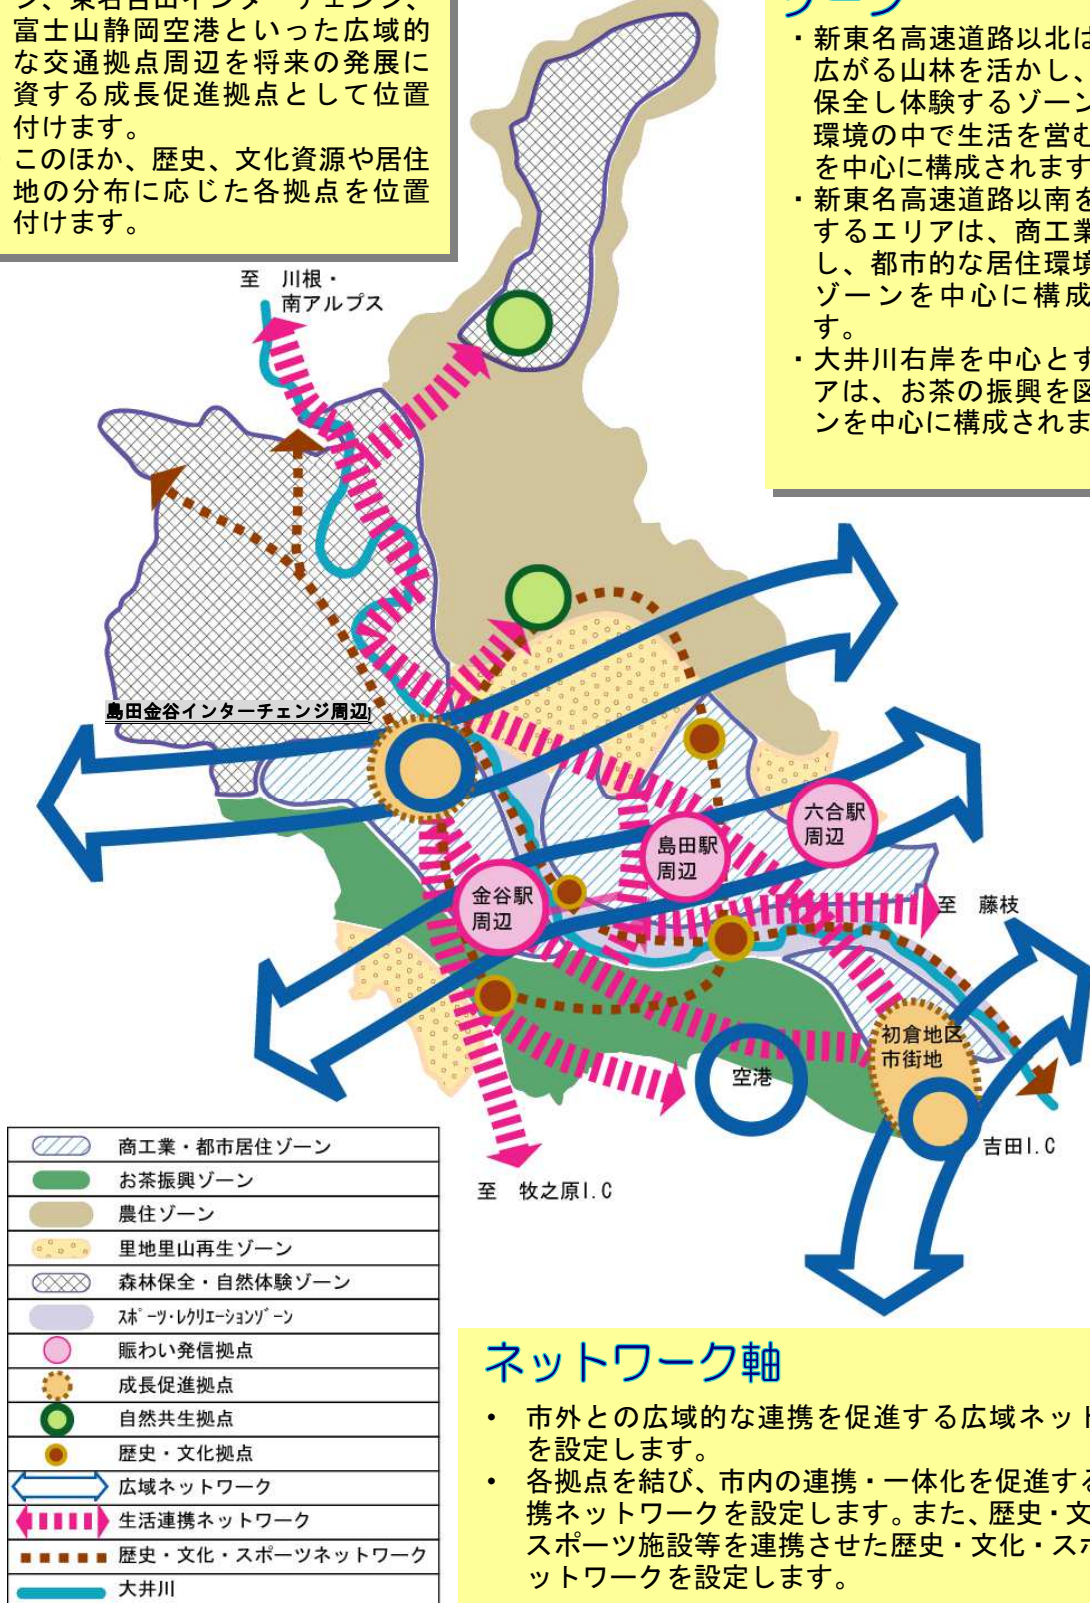 ジ、東名吉田インターチェンジ、
富士山静岡空港といった広域的
な交通拠点周辺を将来の発展に
資する成長促進拠点として位置
付けます。
このほか、歴史、文化資源や居住
地の分布に応じた各拠点を位置
付けます。
ゾーン
・新東名高速道路以北は
広がる山林を活かし、
保全し体験するゾーン
環境の中で生活を営む
を中心に構成されます
・新東名高速道路以南を
するエリアは、商工業
し、都市的な居住環境
ゾーンを中心に構成
す。
・大井川右岸を中心とす
アは、お茶の振興を図
ンを中心に構成されま
至 川根・
南アルプス
島田金谷インターチェンジ周辺
六合駅
周辺
島田駅
周辺
金谷駅
周辺
至 藤枝
初倉地区
市街地
空港
吉田I.C
至 牧之原I.C
商工業・都市居住ゾーン
お茶振興ゾーン
農住ゾーン
里地里山再生ゾーン
森林保全・自然体験ゾーン
ｽﾎﾟｰﾂ･ﾚｸﾘｴｰｼｮﾝｿﾞｰﾝ
賑わい発信拠点
成長促進拠点
自然共生拠点
歴史・文化拠点
広域ネットワーク
生活連携ネットワーク
歴史・文化・スポーツネットワーク
大井川
ネットワーク軸
• 市外との広域的な連携を促進する広域ネット
を設定します。
• 各拠点を結び、市内の連携・一体化を促進する
携ネットワークを設定します。また、歴史・文
スポーツ施設等を連携させた歴史・文化・スポ
ットワークを設定します。